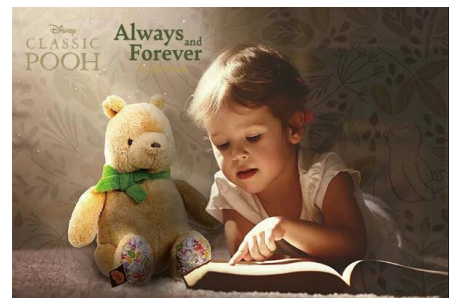 Disney
CLASSIC
POOH
Always and
Forever